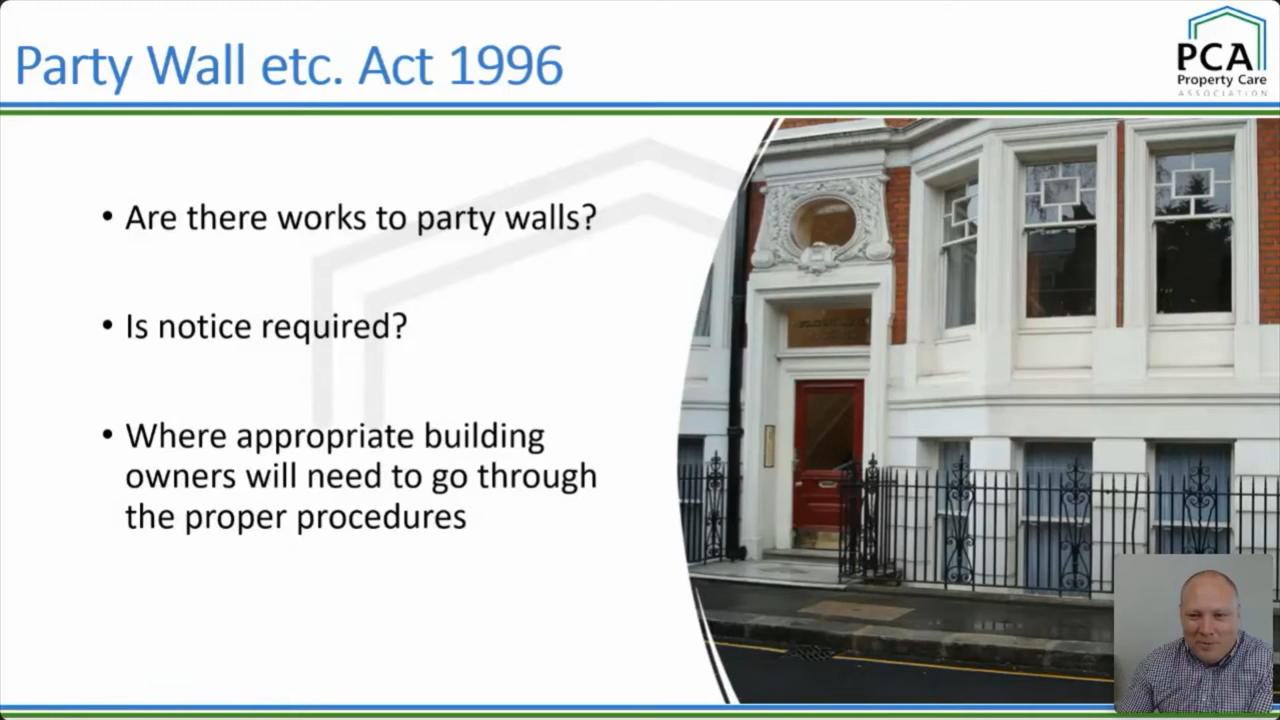 Party Wall etc. Act 1996
PCA
Property Care
ASSOCIATION
• Are there works to party walls?
• Is notice required?
• Where appropriate building
owners will need to go through
the proper procedures